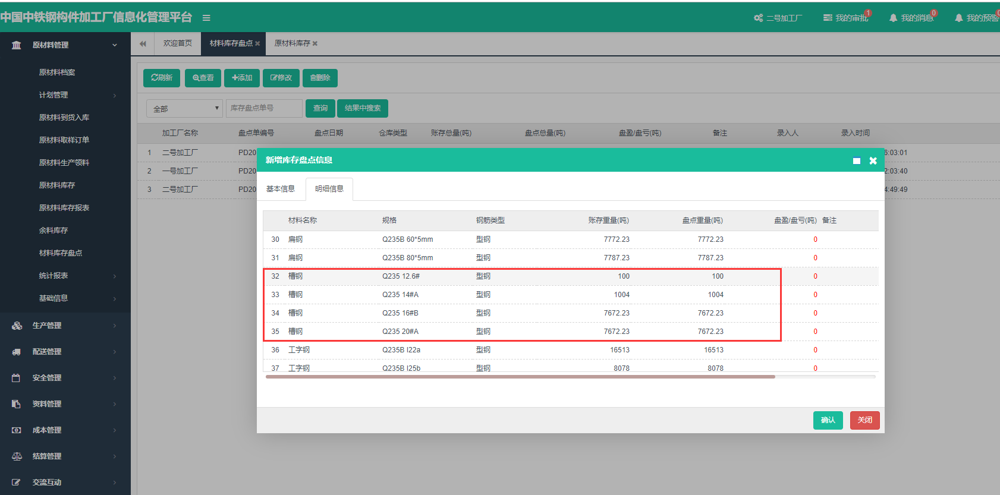 中国中铁钢构件加工厂信息化管理平台
二号加工厂 我的审批 1 我的消息 0 我的预警 0
原材料管理
原材料档案
计划管理
原材料到货入库
原材料取样订单
原材料生产领料
原材料库存
原材料库存报表
余料库存
材料库存盘点
统计报表
基础信息
生产管理
配送管理
安全管理
资料管理
成本管理
结算管理
交流互动
欢迎首页 材料库存盘点 原材料库存
刷新 查看 添加 修改 删除
全部 库存盘点单号 查询 结果中搜索
加工厂名称 盘点单编号 盘点日期 仓库类型 账存总量(吨) 盘点总量(吨) 盘盈/盘亏(吨) 备注 录入人 录入时间
1 二号加工厂 PD20 6:03:01
2 一号加工厂 PD20 2:03:40
3 二号加工厂 PD20 4:49:49
新增库存盘点信息
基本信息 明细信息
材料名称 规格 钢筋类型 账存重量(吨) 盘点重量(吨) 盘盈/盘亏(吨) 备注
30 扁钢 Q235B 60*5mm 型钢 7772.23 7772.23 0
31 扁钢 Q235B 80*5mm 型钢 7787.23 7787.23 0
32 槽钢 Q235 12.6# 型钢 100 100 0
33 槽钢 Q235 14#A 型钢 1004 1004 0
34 槽钢 Q235 16#B 型钢 7672.23 7672.23 0
35 槽钢 Q235 20#A 型钢 7672.23 7672.23 0
36 工字钢 Q235B I22a 型钢 16513 16513 0
37 工字钢 Q235B I25b 型钢 8078 8078 0
确认 关闭